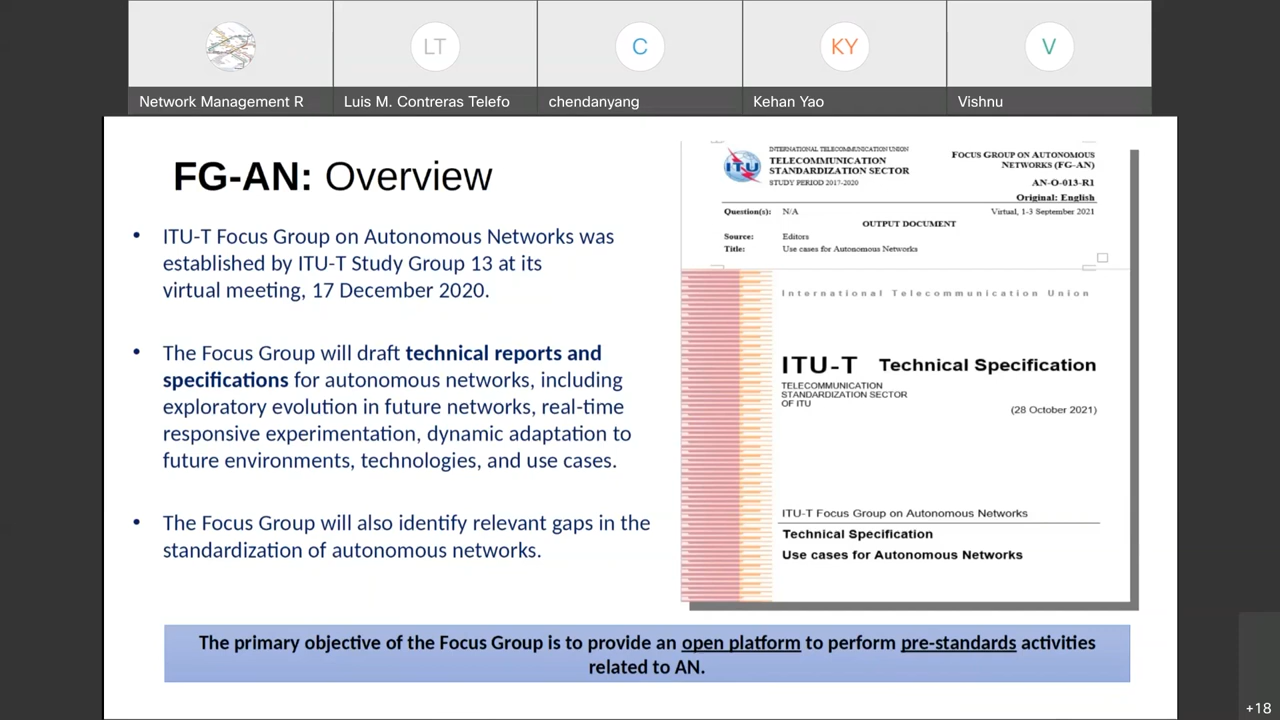 LT
C
KY
V
Network Management R
Luis M. Contreras Telefo
chendanyang
Kehan Yao
Vishnu
FG-AN: Overview
• ITU-T Focus Group on Autonomous Networks was
established by ITU-T Study Group 13 at its
virtual meeting, 17 December 2020.
• The Focus Group will draft technical reports and
specifications for autonomous networks, including
exploratory evolution in future networks, real-time
responsive experimentation, dynamic adaptation to
future environments, technologies, and use cases.
• The Focus Group will also identify relevant gaps in the
standardization of autonomous networks.
ITU
INTERNATIONAL TELECOMMUNICATION UNION
TELECOMMUNICATION
STANDARDIZATION SECTOR
STUDY PERIOD 2017-2020
FOCUS GROUP ON AUTONOMOUS
NETWORKS (FG-AN)
AN-O-013-R1
Original: English
Question(s): N/A Virtual, 1-3 September 2021
OUTPUT DOCUMENT
Source: Editors
Title: Use cases for Autonomous Networks
International Telecommunication Union
ITU-T Technical Specification
TELECOMMUNICATION
STANDARDIZATION SECTOR
OF ITU
(28 October 2021)
ITU-T Focus Group on Autonomous Networks
Technical Specification
Use cases for Autonomous Networks
The primary objective of the Focus Group is to provide an open platform to perform pre-standards activities
related to AN.
+18